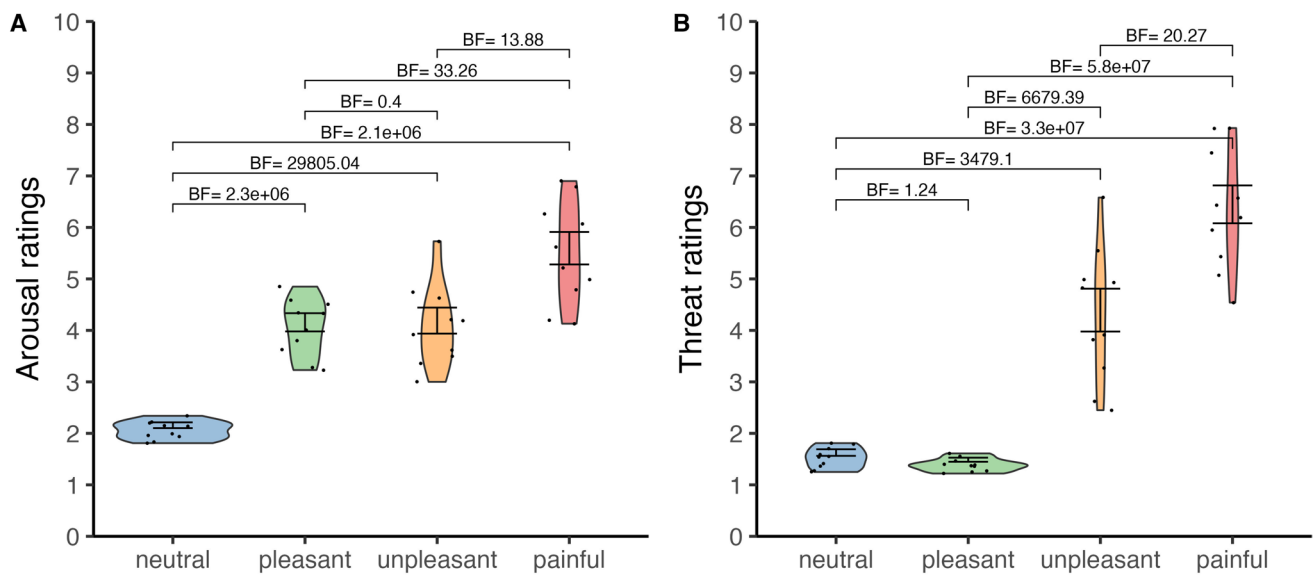 A
Arousal ratings
10
9
8
7
6
5
4
3
2
1
0
BF= 13.88
BF= 33.26
BF= 0.4
BF= 2.1e+06
BF= 29805.04
BF= 2.3e+06
neutral pleasant unpleasant painful
B
Threat ratings
10
9
8
7
6
5
4
3
2
1
0
BF= 20.27
BF= 5.8e+07
BF= 6679.39
BF= 3.3e+07
BF= 3479.1
BF= 1.24
neutral pleasant unpleasant painful